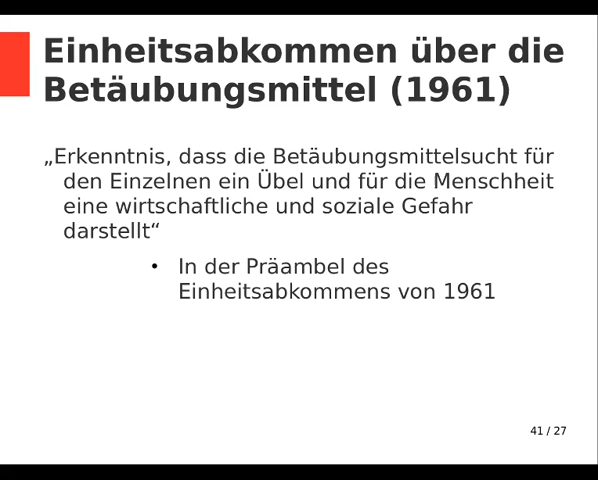 Einheitsabkommen über die
Betäubungsmittel (1961)
„Erkenntnis, dass die Betäubungsmittelsucht für
den Einzelnen ein Übel und für die Menschheit
eine wirtschaftliche und soziale Gefahr
darstellt“
• In der Präambel des
Einheitsabkommens von 1961
41 / 27